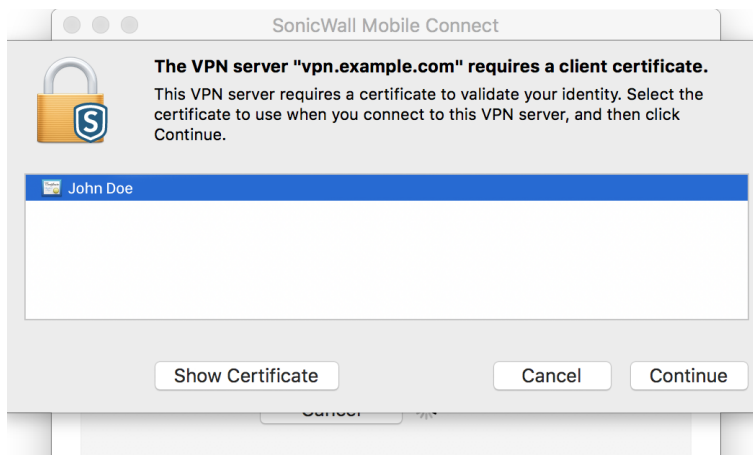 SonicWall Mobile Connect
The VPN server "vpn.example.com" requires a client certificate.
This VPN server requires a certificate to validate your identity. Select the
certificate to use when you connect to this VPN server, and then click
Continue.
John Doe
Show Certificate
Cancel
Continue
Cancel